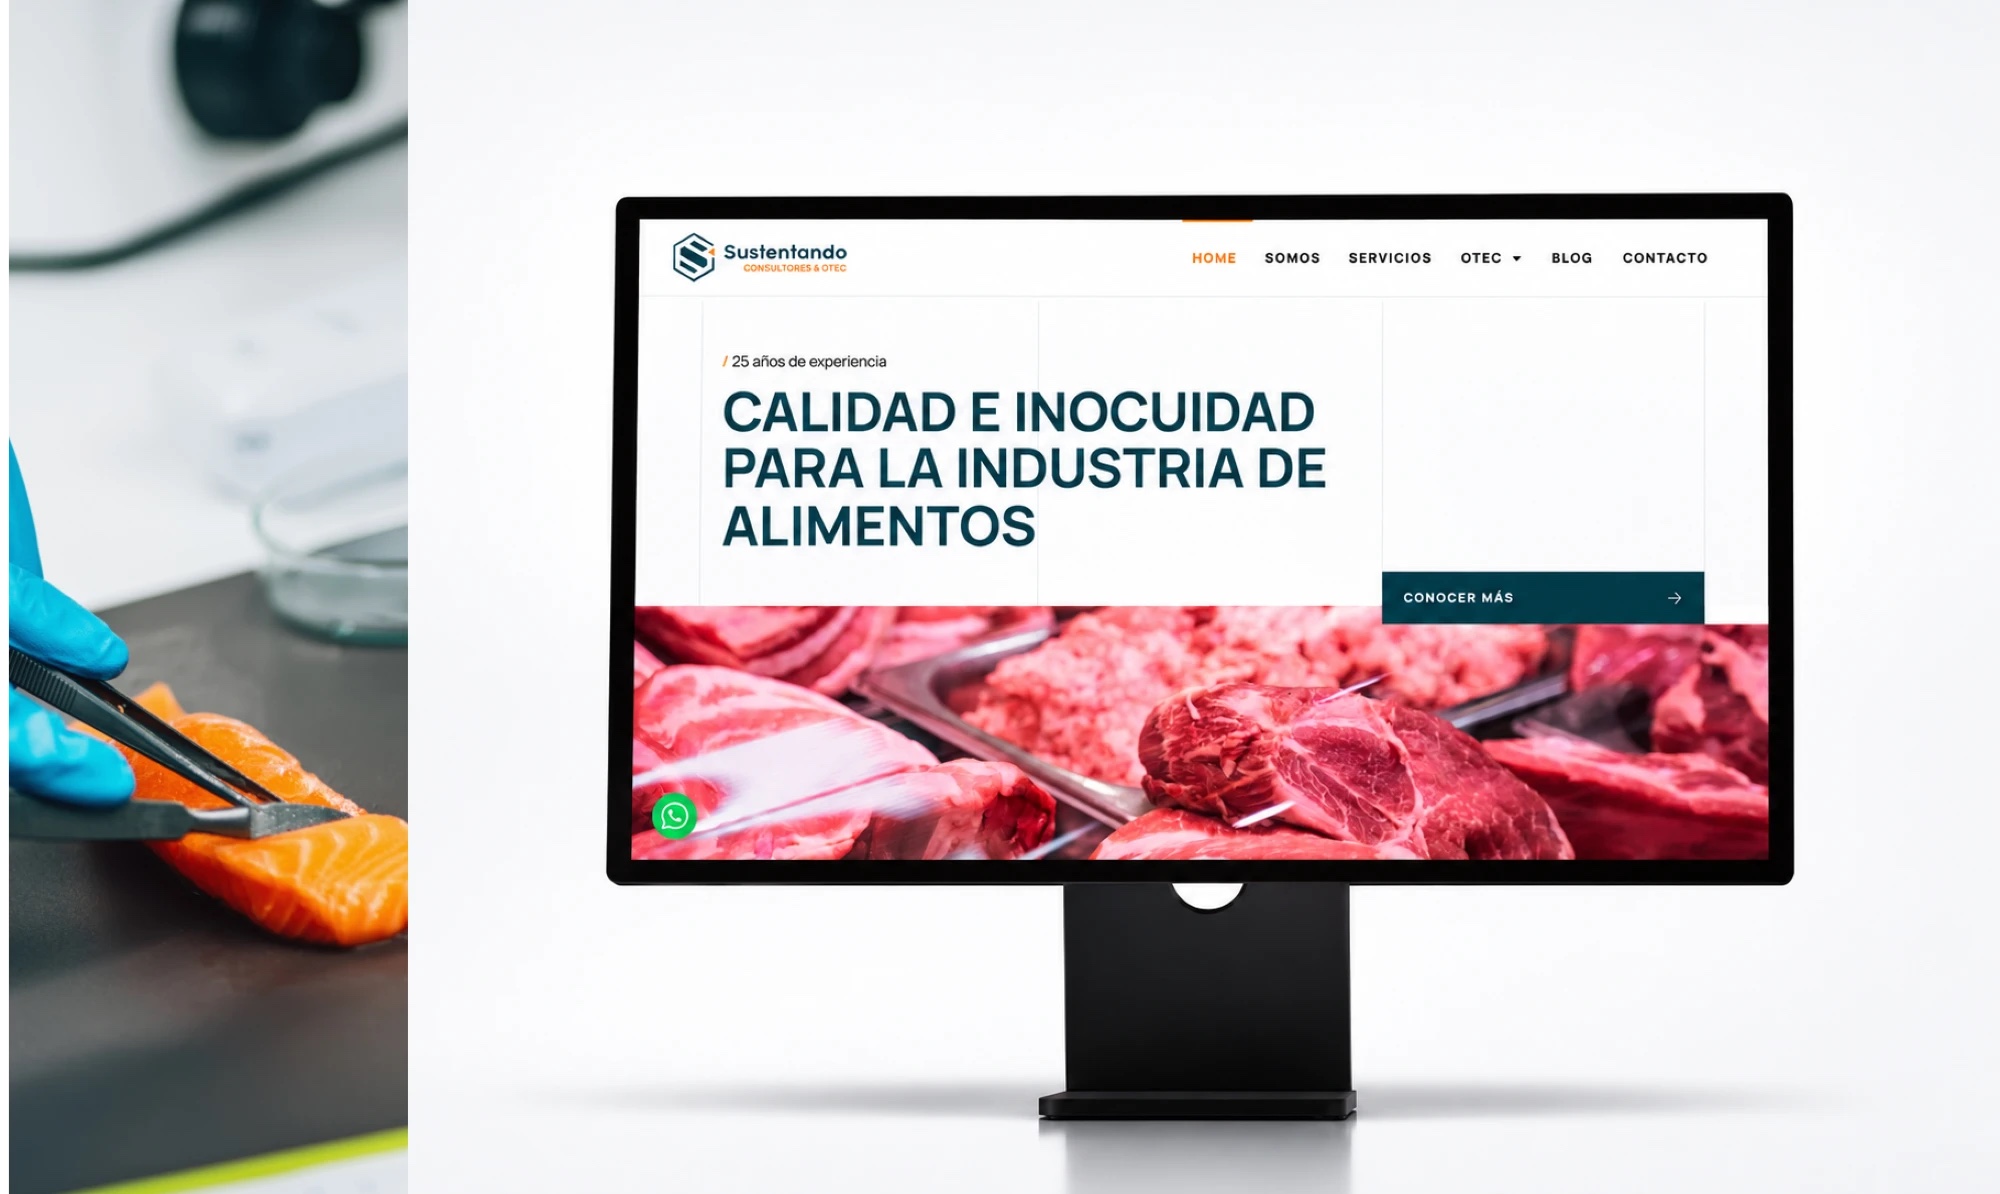 Sustentando
CONSULTORES & OTEC
HOME SOMOS SERVICIOS OTEC BLOG CONTACTO
/ 25 años de experiencia
CALIDAD E INOCUIDAD
PARA LA INDUSTRIA DE
ALIMENTOS
CONOCER MÁS